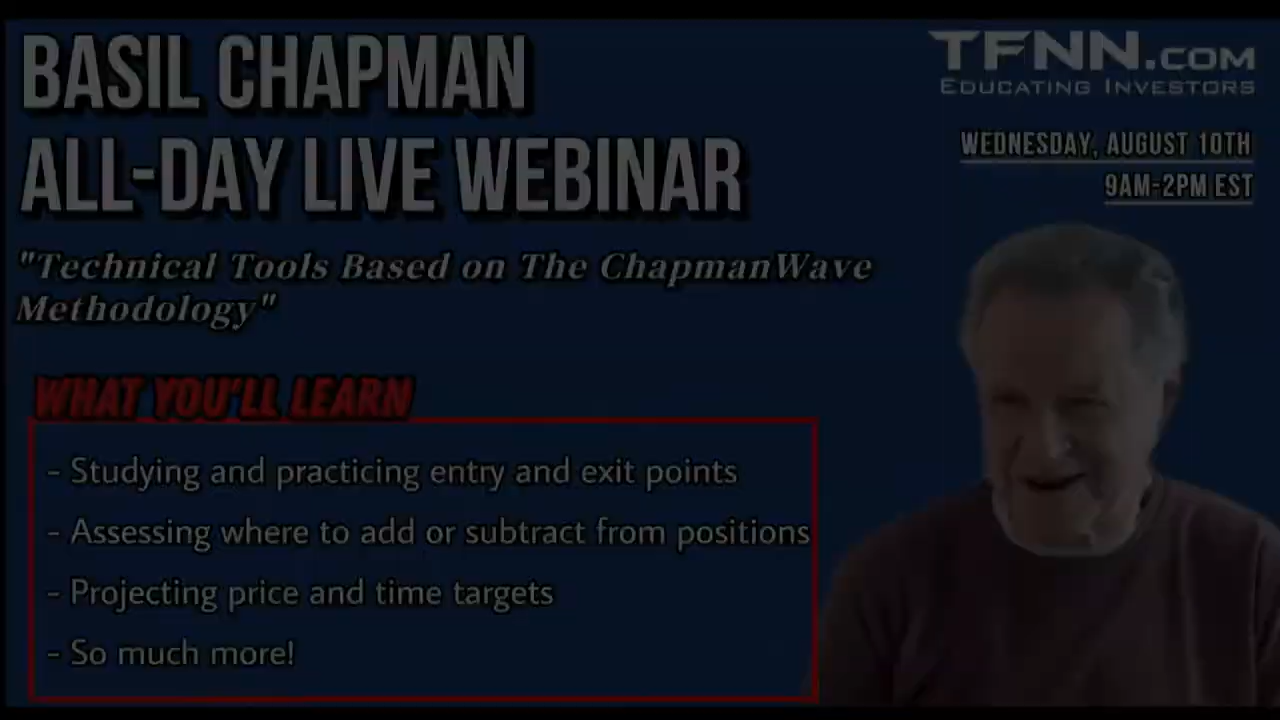 BASIL CHAPMAN
ALL-DAY LIVE WEBINAR
"Technical Tools Based on The ChapmanWave
Methodology"
TFNN.COM
EDUCATING INVESTORS
WEDNESDAY, AUGUST 10TH
9AM-2PM EST
WHAT YOU'LL LEARN
- Studying and practicing entry and exit points
- Assessing where to add or subtract from positions
- Projecting price and time targets
- So much more!